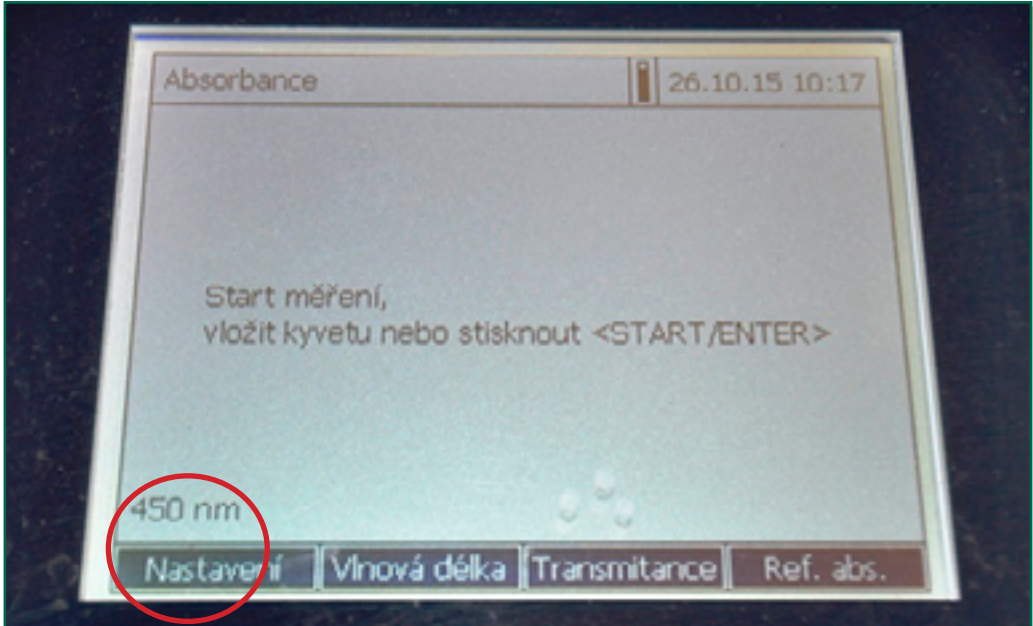 Absorbance 26.10.15 10:17
Start měření,
vložit kyvetu nebo stisknout <START/ENTER>
450 nm
Nastavení Vlnová délka Transmitance Ref. abs.